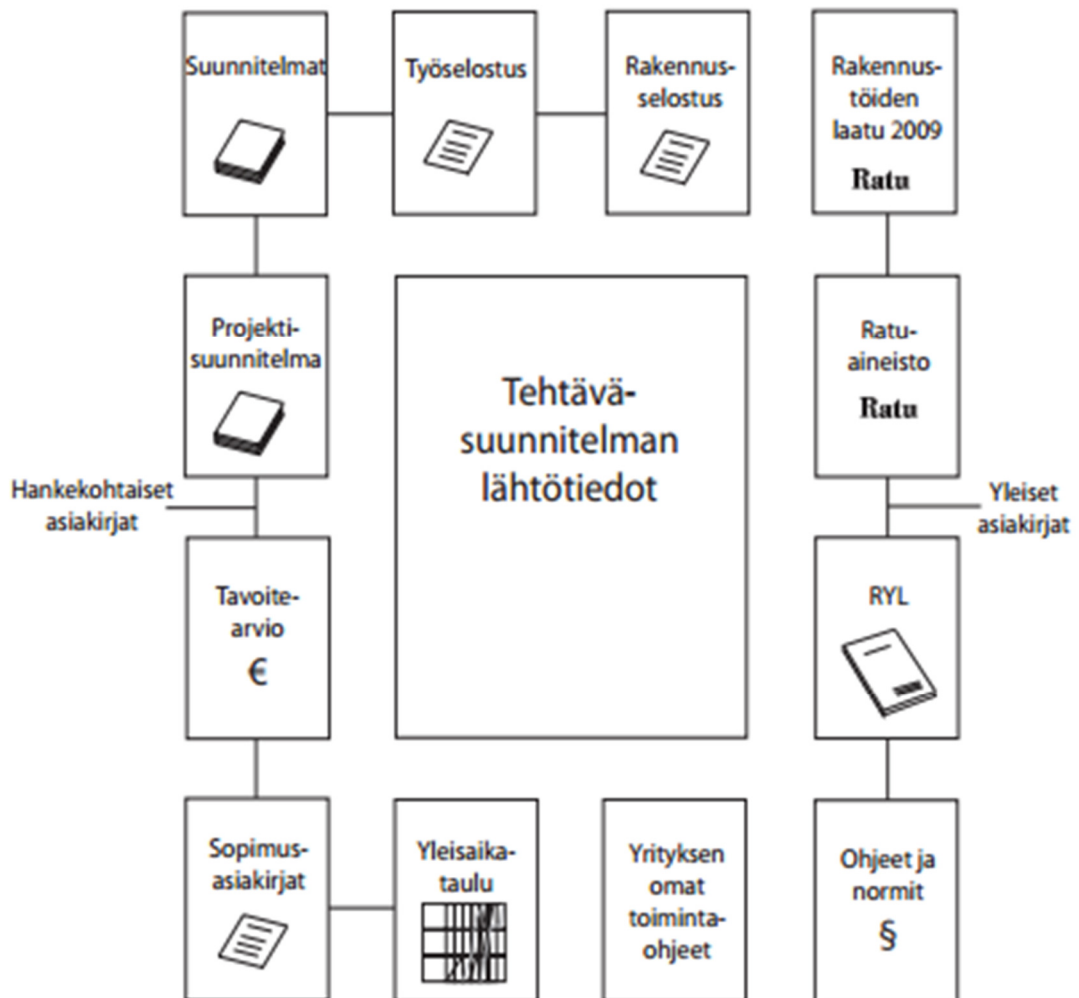 Suunnitelmat
Työselostus
Rakennus-
selostus
Rakennus-
töiden
laatu 2009
Ratu
Projekti-
suunnitelma
Tehtävä-
suunnitelman
lähtötiedot
Ratu-
aineisto
Ratu
Hankekohtaiset
asiakirjat
Yleiset
asiakirjat
Tavoite-
arvio
€
RYL
Sopimus-
asiakirjat
Yleisaika-
taulu
Yrityksen
omat
toiminta-
ohjeet
Ohjeet ja
normit
§